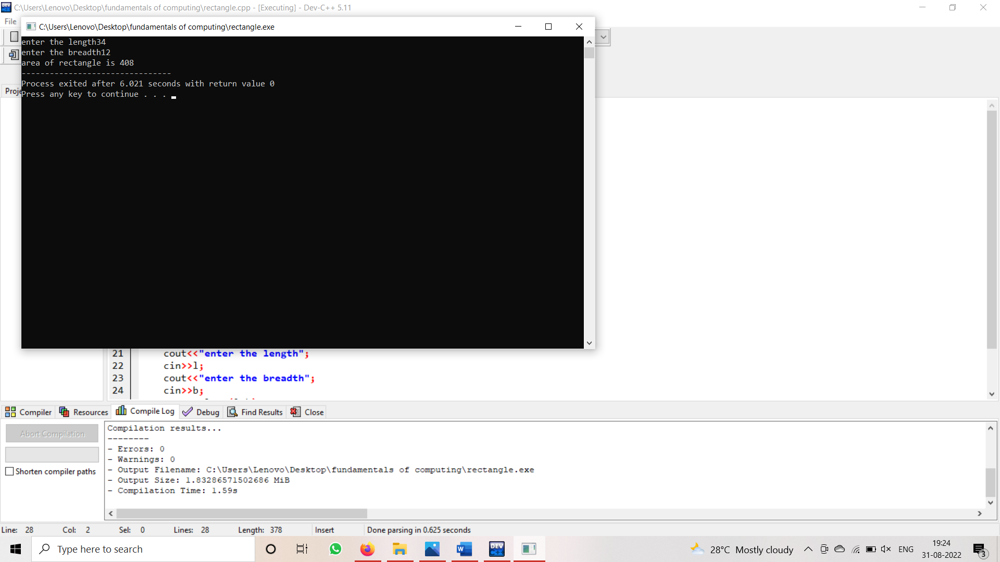 C:\Users\Lenovo\Desktop\fundamentals of computing\rectangle.cpp - [Executing] - Dev-C++ 5.11
File
C:\Users\Lenovo\Desktop\fundamentals of computing\rectangle.exe
enter the length34
enter the breadth12
area of rectangle is 408
--------------------------------
Process exited after 6.021 seconds with return value 0
Press any key to continue . . .
Proje
21 cout<<"enter the length";
22 cin>>l;
23 cout<<"enter the breadth";
24 cin>>b;
Compiler Resources Compile Log Debug Find Results Close
Abort Compilation
Shorten compiler paths
Compilation results...
--------
- Errors: 0
- Warnings: 0
- Output Filename: C:\Users\Lenovo\Desktop\fundamentals of computing\rectangle.exe
- Output Size: 1.83286571502686 MiB
- Compilation Time: 1.59s
Line: 28 Col: 2 Sel: 0 Lines: 28 Length: 378 Insert Done parsing in 0.625 seconds
Type here to search
W
DEV
28°C Mostly cloudy
ENG
19:24
31-08-2022
3